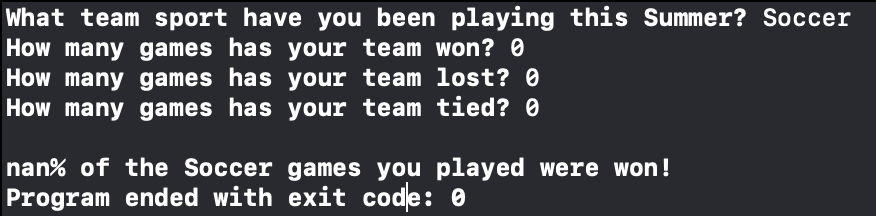 What team sport have you been playing this Summer? Soccer
How many games has your team won? 0
How many games has your team lost? 0
How many games has your team tied? 0
nan% of the Soccer games you played were won!
Program ended with exit code: 0